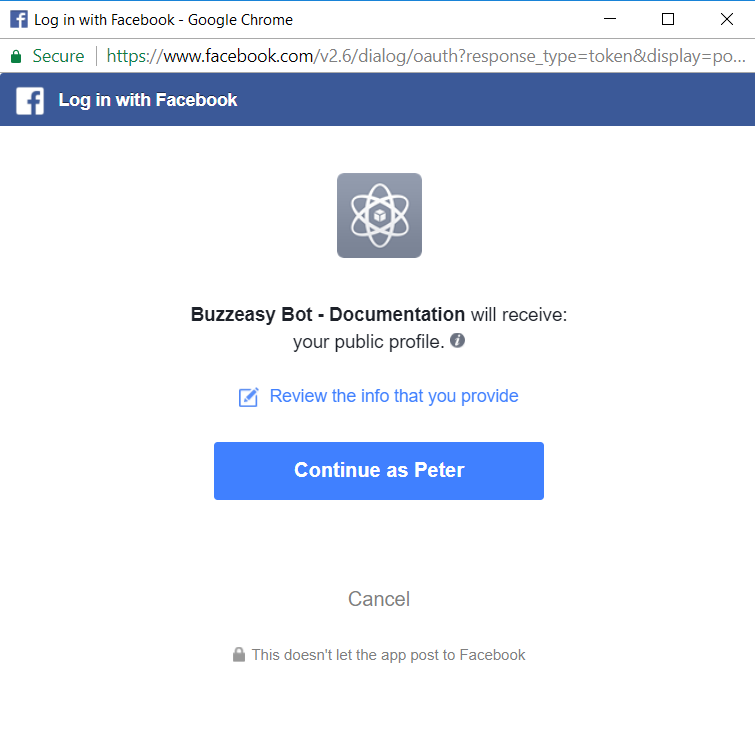 Log in with Facebook - Google Chrome
Secure https://www.facebook.com/v2.6/dialog/oauth?response_type=token&display=po...
Log in with Facebook
Buzzeasy Bot - Documentation will receive:
your public profile.
Review the info that you provide
Continue as Peter
Cancel
This doesn't let the app post to Facebook